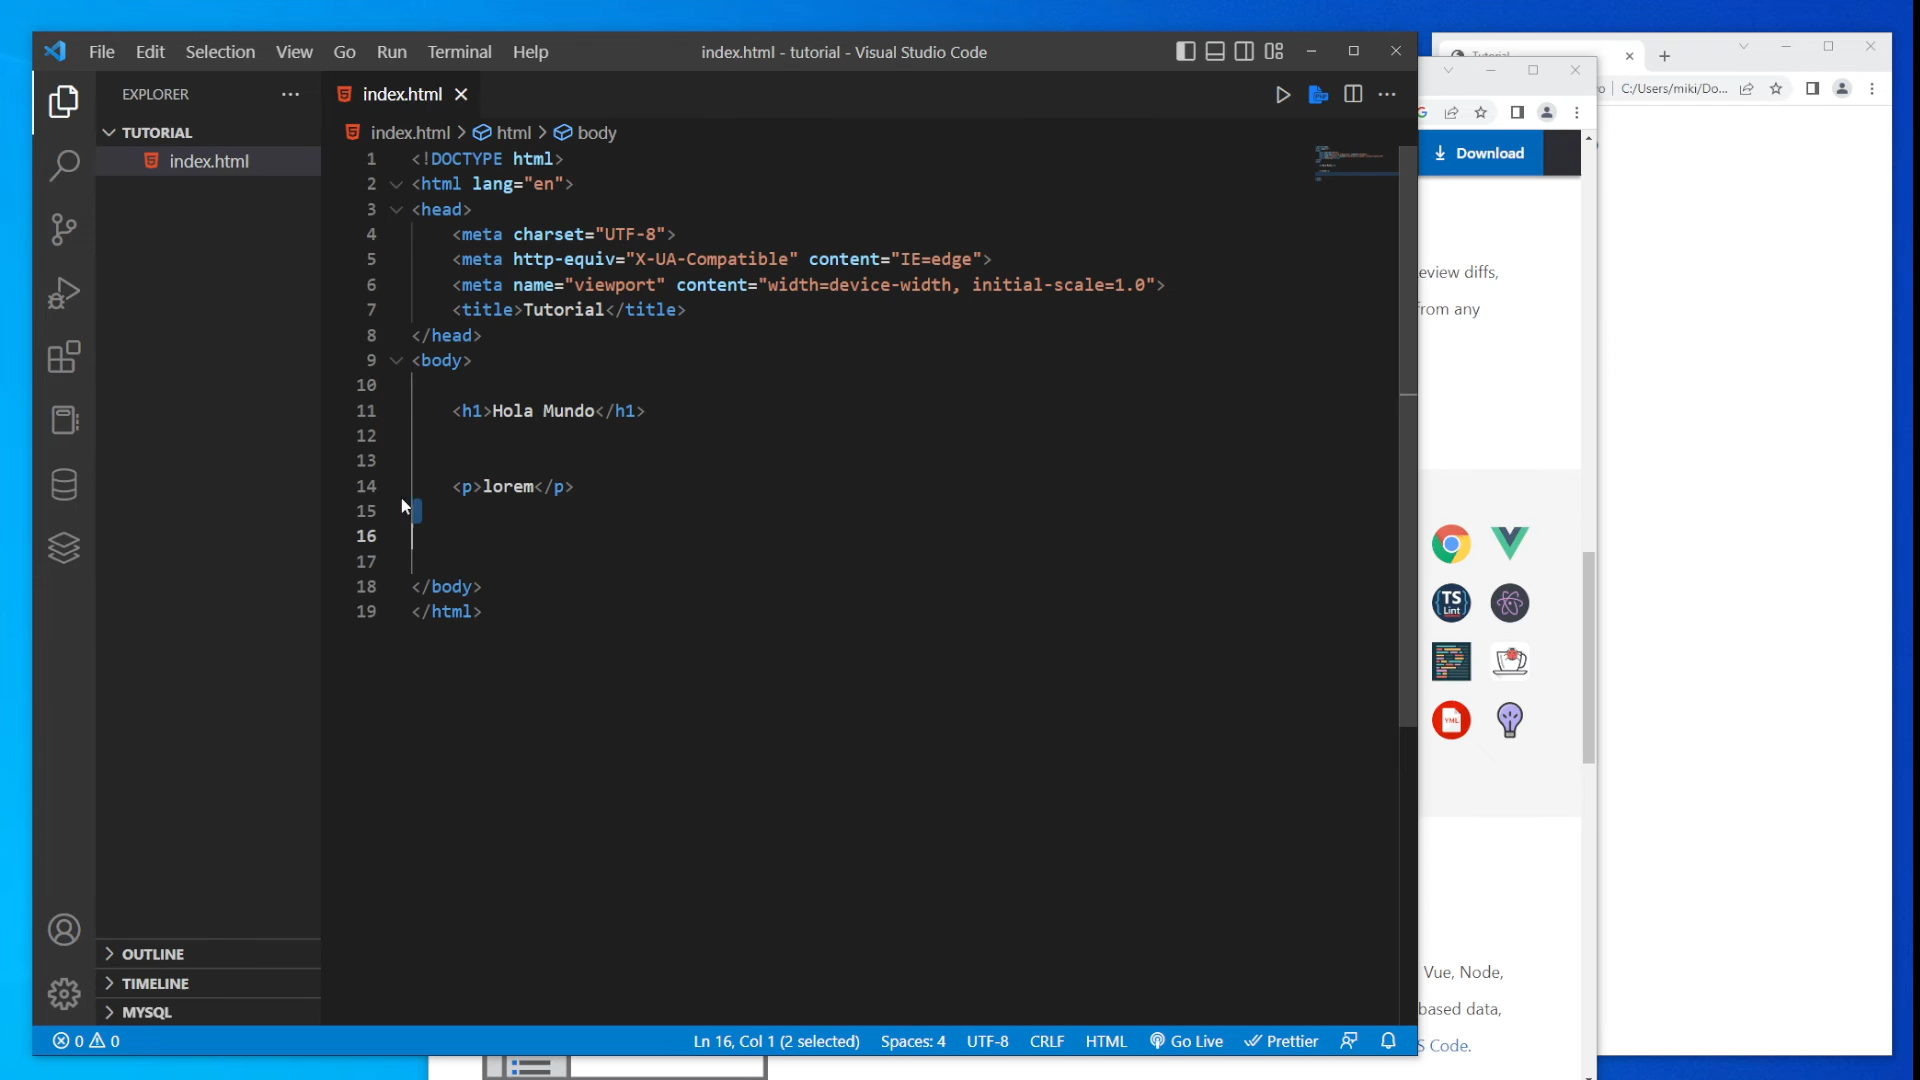 File Edit Selection View Go Run Terminal Help
index.html - tutorial - Visual Studio Code
EXPLORER
TUTORIAL
index.html
OUTLINE
TIMELINE
MYSQL
index.html
index.html > html > body
1 <!DOCTYPE html>
2 <html lang="en">
3 <head>
4 <meta charset="UTF-8">
5 <meta http-equiv="X-UA-Compatible" content="IE=edge">
6 <meta name="viewport" content="width=device-width, initial-scale=1.0">
7 <title>Tutorial</title>
8 </head>
9 <body>
10
11 <h1>Hola Mundo</h1>
12
13
14 <p>lorem</p>
15
16
17
18 </body>
19 </html>
0 0
Ln 16, Col 1 (2 selected) Spaces: 4 UTF-8 CRLF HTML Go Live Prettier
Tutorial
C:/Users/miki/Do...
Download
eview diffs,
from any
TS
Lint
YML
Vue, Node,
based data,
S Code.